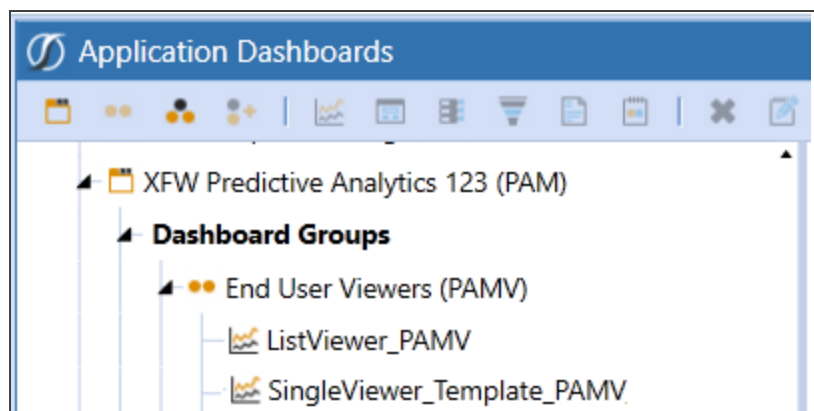 Application Dashboards
XFW Predictive Analytics 123 (PAM)
Dashboard Groups
End User Viewers (PAMV)
ListViewer_PAMV
SingleViewer_Template_PAMV